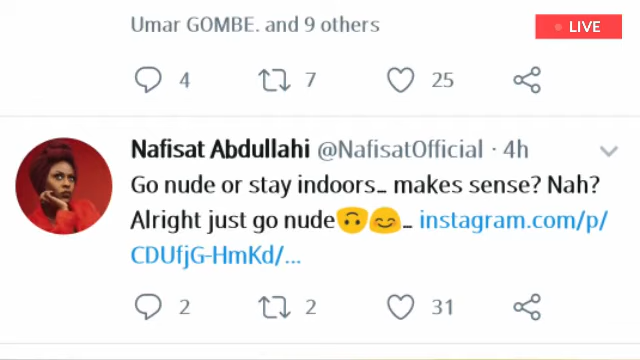 Umar GOMBE. and 9 others
LIVE
4 7 25
Nafisat Abdullahi @NafisatOfficial · 4h
Go nude or stay indoors.. makes sense? Nah?
Alright just go nude🙃😊.. instagram.com/p/
CDUfjG-HmKd/...
2 2 31